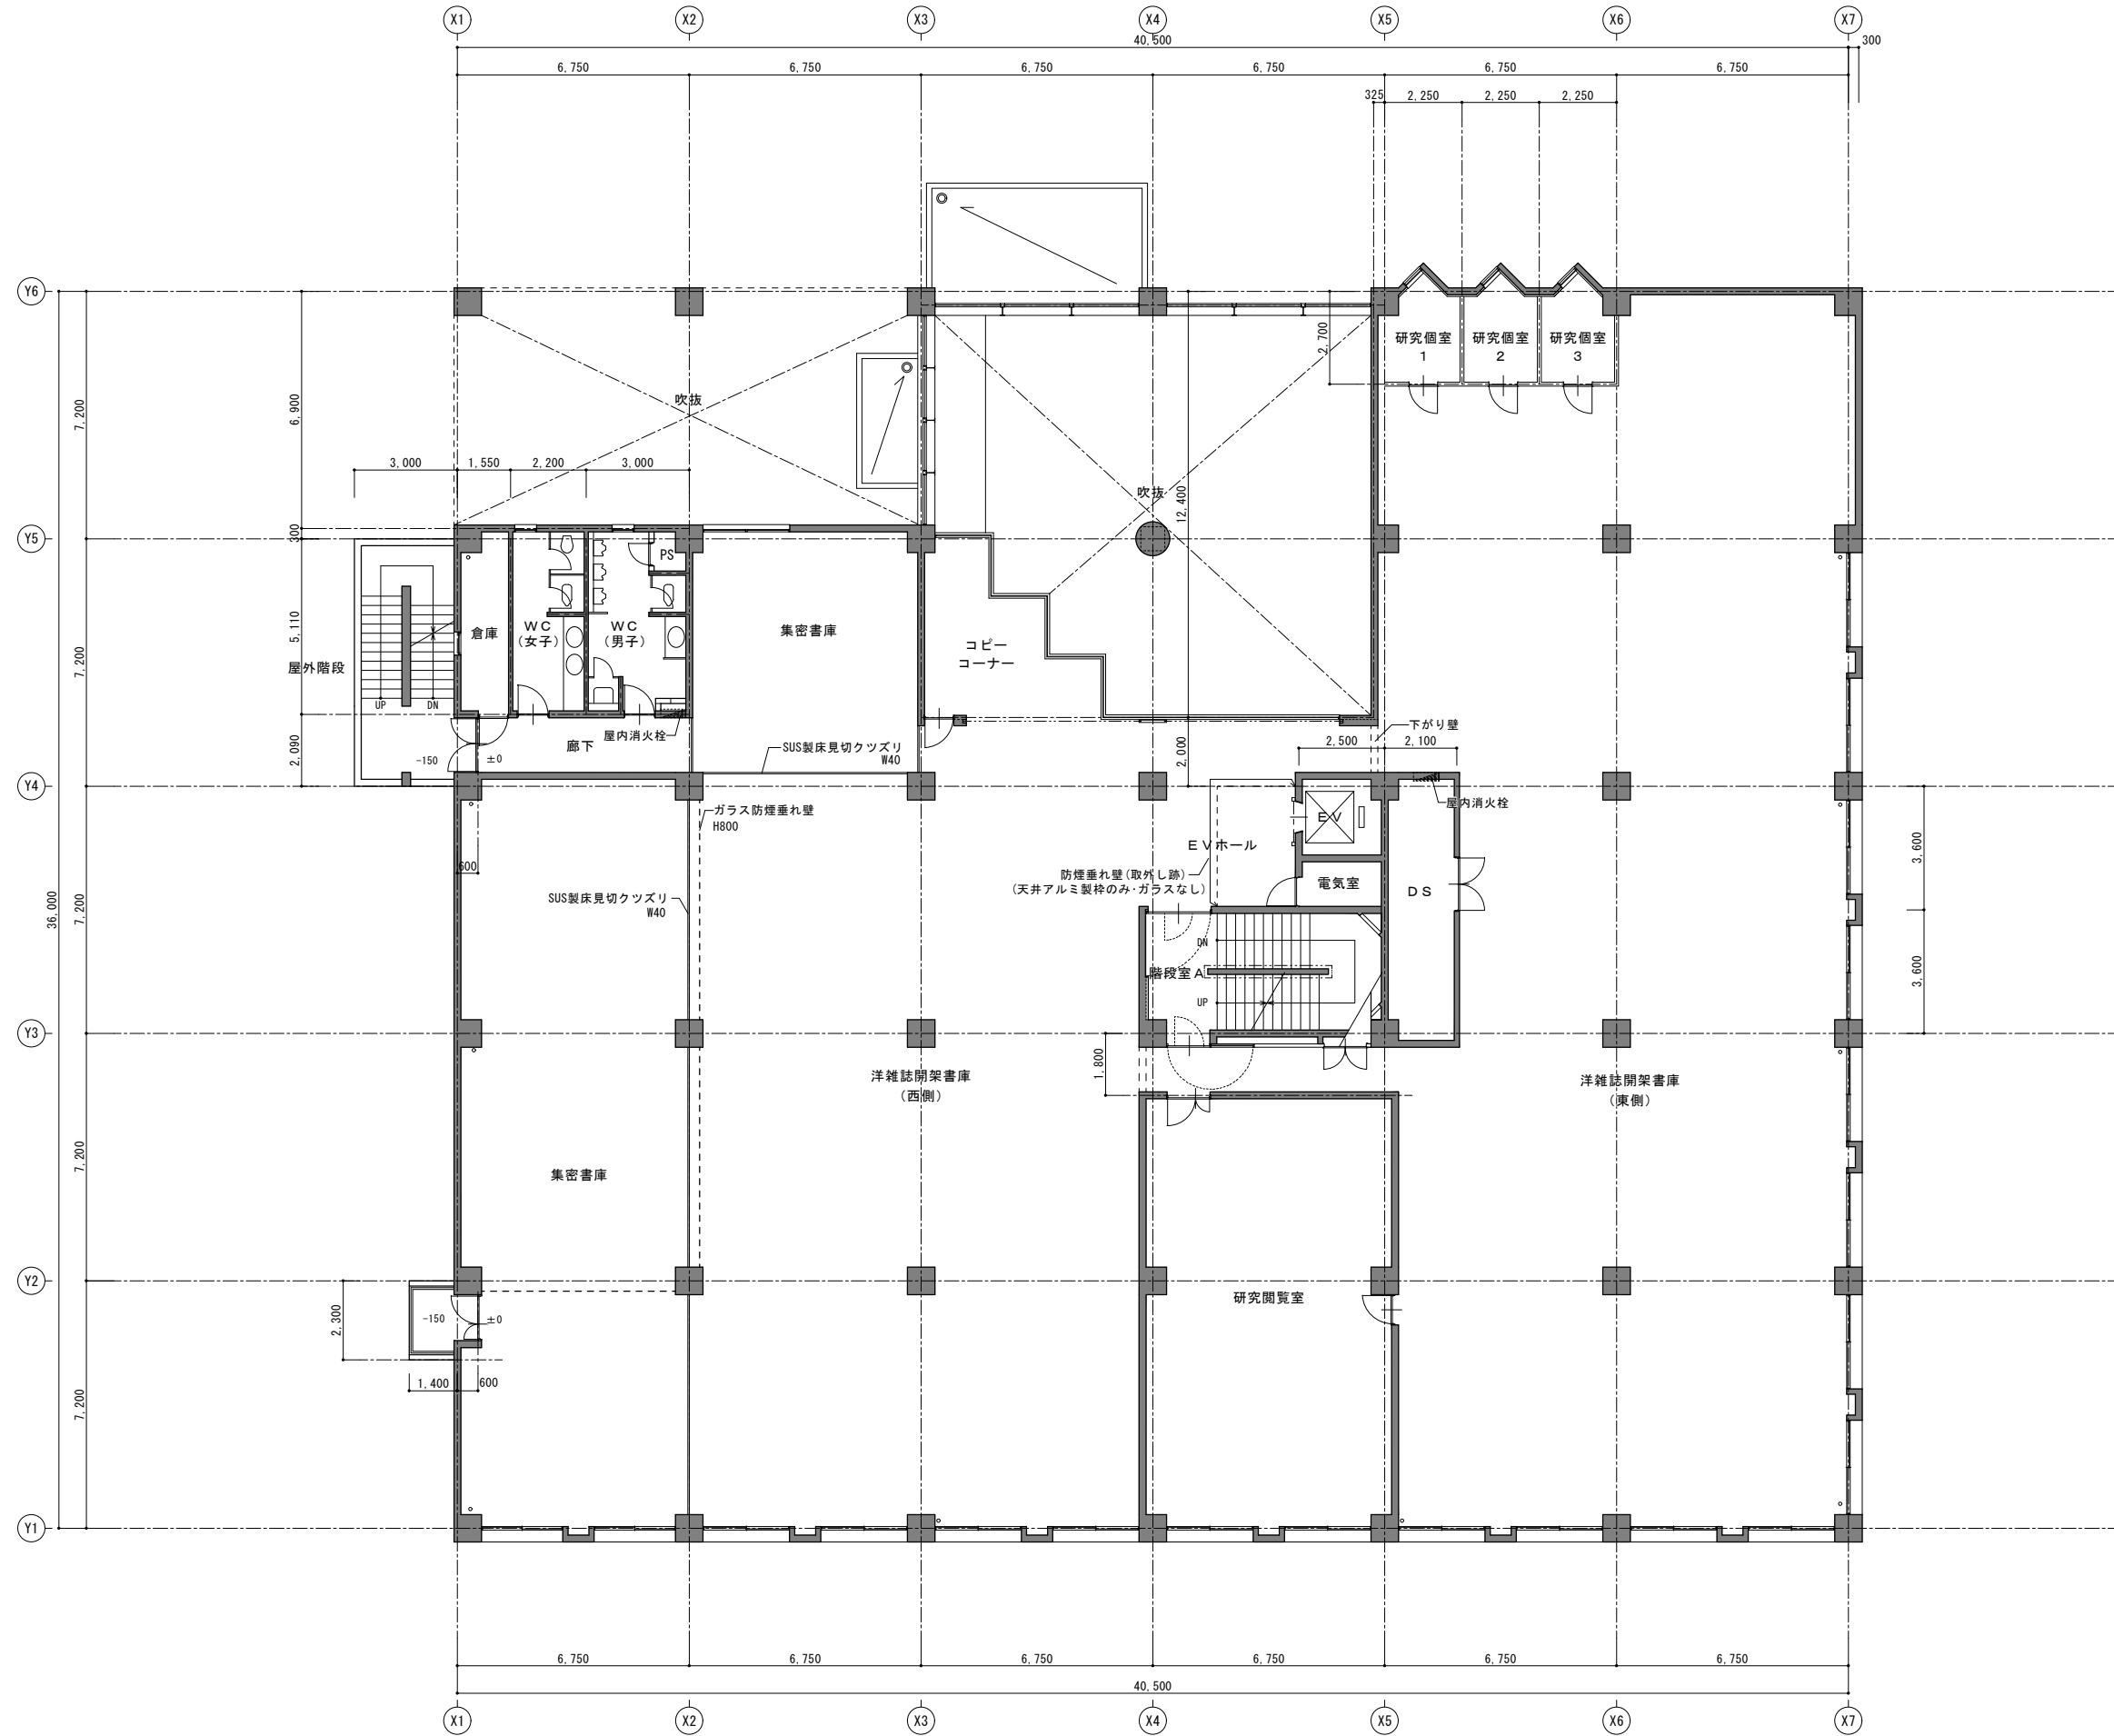 X1 X2 X3 X4 X5 X6 X7
40,500
300
6,750 6,750 6,750 6,750 6,750 6,750
325 2,250 2,250 2,250
Y6
Y5
Y4
Y3
Y2
Y1
36,000
7,200
7,200
7,200
7,200
7,200
6,900
300
5,110
2,090
3,000 1,550 2,200 3,000
吹抜
吹抜
12,400
2,000
2,700
研究個室
1
研究個室
2
研究個室
3
屋外階段
UP DN
倉庫
WC
(女子)
WC
(男子)
PS
集密書庫
コピー
コーナー
屋内消火栓
廊下
-150 ±0
SUS製床見切クツズリ
W40
下がり壁
2,500 2,100
屋内消火栓
ガラス防煙垂れ壁
H800
600
EV
EVホール
防煙垂れ壁(取外し跡)
(天井アルミ製枠のみ・ガラスなし)
電気室
DS
SUS製床見切クツズリ
W40
DN
階段室A
UP
3,600
3,600
1,800
洋雑誌開架書庫
(西側)
洋雑誌開架書庫
(東側)
集密書庫
研究閲覧室
2,300
-150 ±0
1,400 600
6,750 6,750 6,750 6,750 6,750 6,750
40,500
X1 X2 X3 X4 X5 X6 X7